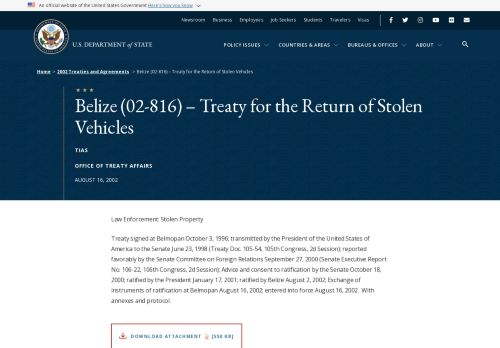 An official website of the United States Government Here's how you know
Newsroom Business Employers Job Seekers Students Travelers Visas
U.S. DEPARTMENT of STATE
POLICY ISSUES COUNTRIES & AREAS BUREAUS & OFFICES ABOUT
Home > 2002 Treaties and Agreements > Belize (02-816) – Treaty for the Return of Stolen Vehicles
Belize (02-816) – Treaty for the Return of Stolen
Vehicles
TIAS
OFFICE OF TREATY AFFAIRS
AUGUST 16, 2002
Law Enforcement: Stolen Property
Treaty signed at Belmopan October 3, 1996; transmitted by the President of the United States of
America to the Senate June 23, 1998 (Treaty Doc. 105-54, 105th Congress, 2d Session); reported
favorably by the Senate Committee on Foreign Relations September 27, 2000 (Senate Executive Report
No. 106-22, 106th Congress, 2d Session); Advice and consent to ratification by the Senate October 18,
2000; ratified by the President January 17, 2001; ratified by Belize August 2, 2002; Exchange of
instruments of ratification at Belmopan August 16, 2002; entered into force August 16, 2002. With
annexes and protocol.
DOWNLOAD ATTACHMENT [550 KB]